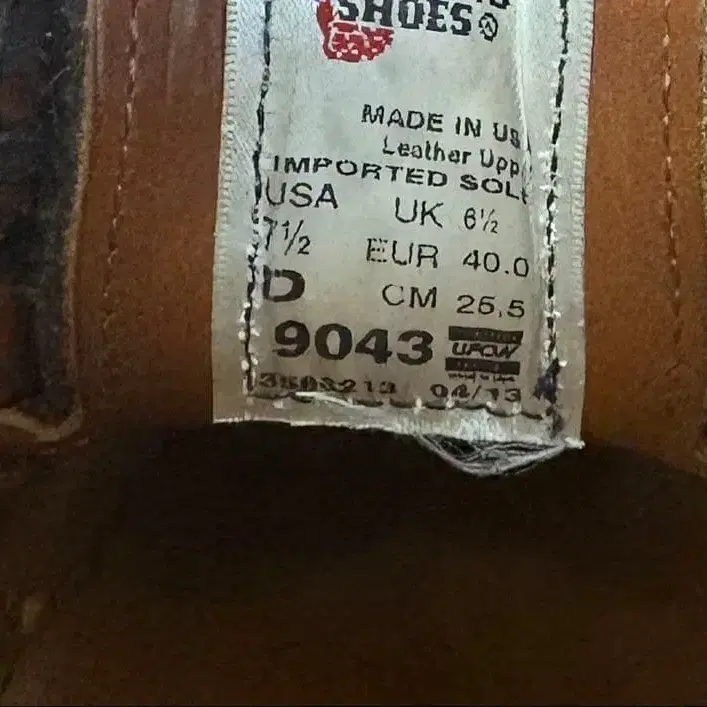 SHOES®
MADE IN US
Leather Upp
IMPORTED SOL
USA UK 6½
7½ EUR 40.0
D CM 25.5
9043 UFCW
04/13